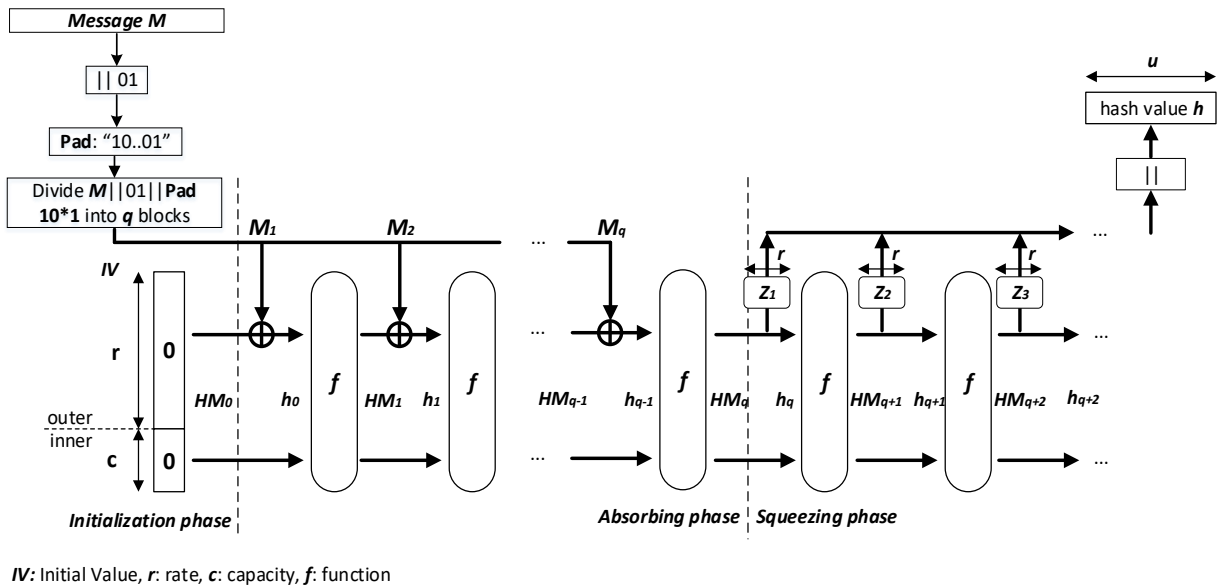 Message M
|| 01
Pad: “10..01”
Divide M||01||Pad
10*1 into q blocks
u
hash value h
||
M1
M2
...
Mq
...
IV
r
r
r
Z1
Z2
Z3
r
0
f
f
...
f
f
f
...
HM0
h0
HM1
h1
HMq-1
hq-1
HMq
hq
HMq+1
hq+1
HMq+2
hq+2
outer
inner
c
0
...
...
Initialization phase
Absorbing phase
Squeezing phase
IV: Initial Value, r: rate, c: capacity, f: function